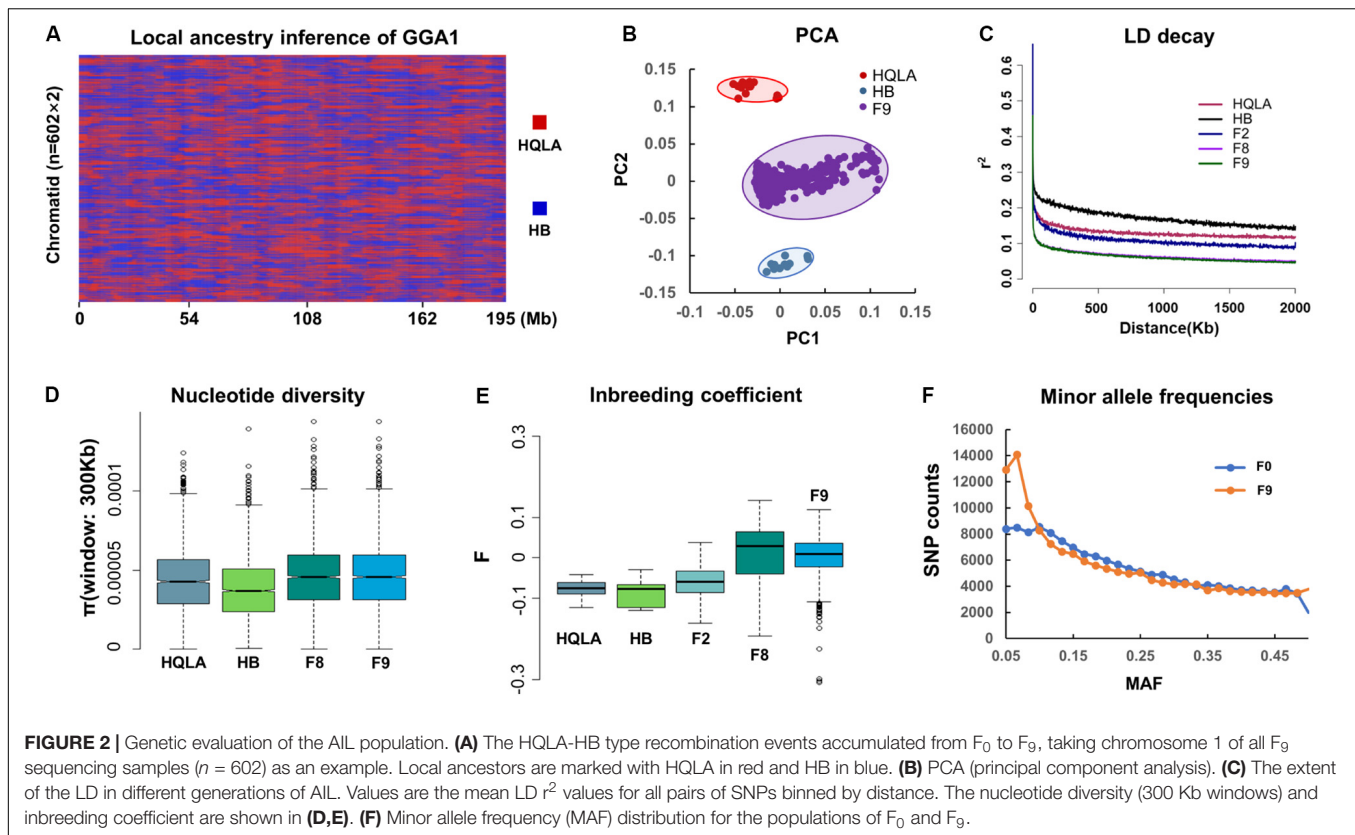 A
Local ancestry inference of GGA1
Chromatid (n=602×2)
HQLA
HB
0 54 108 162 195 (Mb)
B
PCA
HQLA
HB
F9
0.15
0.1
0.05
0
-0.05
-0.1
-0.15
PC2
-0.1 -0.05 0 0.05 0.1 0.15
PC1
C
LD decay
HQLA
HB
F2
F8
F9
r²
0.6
0.5
0.4
0.3
0.2
0.1
0.0
0 500 1000 1500 2000
Distance(Kb)
D
Nucleotide diversity
π(window: 300Kb)
0.0001
0.00005
0
HQLA HB F8 F9
E
Inbreeding coefficient
F
0.3
0.1
0
-0.1
-0.3
HQLA HB F2 F8 F9
F
Minor allele frequencies
F0
F9
SNP counts
16000
14000
12000
10000
8000
6000
4000
2000
0
0.05 0.15 0.25 0.35 0.45
MAF
FIGURE 2 | Genetic evaluation of the AIL population. (A) The HQLA-HB type recombination events accumulated from F₀ to F₉, taking chromosome 1 of all F₉
sequencing samples (n = 602) as an example. Local ancestors are marked with HQLA in red and HB in blue. (B) PCA (principal component analysis). (C) The extent
of the LD in different generations of AIL. Values are the mean LD r² values for all pairs of SNPs binned by distance. The nucleotide diversity (300 Kb windows) and
inbreeding coefficient are shown in (D,E). (F) Minor allele frequency (MAF) distribution for the populations of F₀ and F₉.